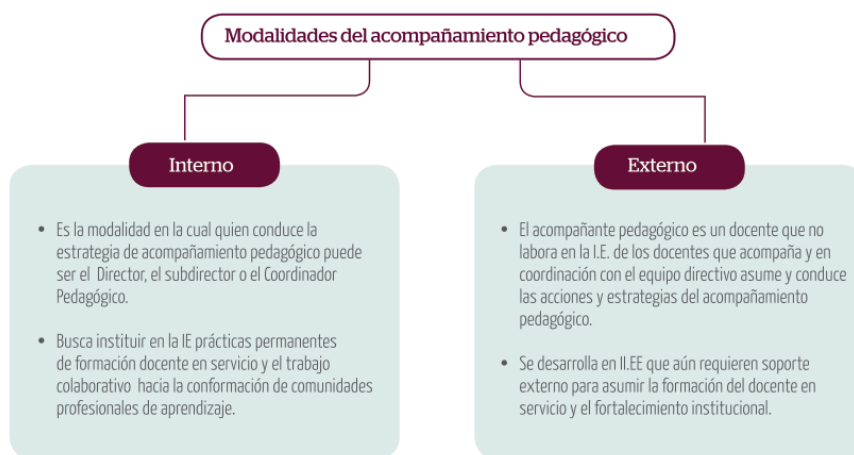 Modalidades del acompañamiento pedagógico
Interno
• Es la modalidad en la cual quien conduce la
estrategia de acompañamiento pedagógico puede
ser el Director, el subdirector o el Coordinador
Pedagógico.
• Busca instituir en la IE prácticas permanentes
de formación docente en servicio y el trabajo
colaborativo hacia la conformación de comunidades
profesionales de aprendizaje.
Externo
• El acompañante pedagógico es un docente que no
labora en la I.E. de los docentes que acompaña y en
coordinación con el equipo directivo asume y conduce
las acciones y estrategias del acompañamiento
pedagógico.
• Se desarrolla en II.EE que aún requieren soporte
externo para asumir la formación del docente en
servicio y el fortalecimiento institucional.